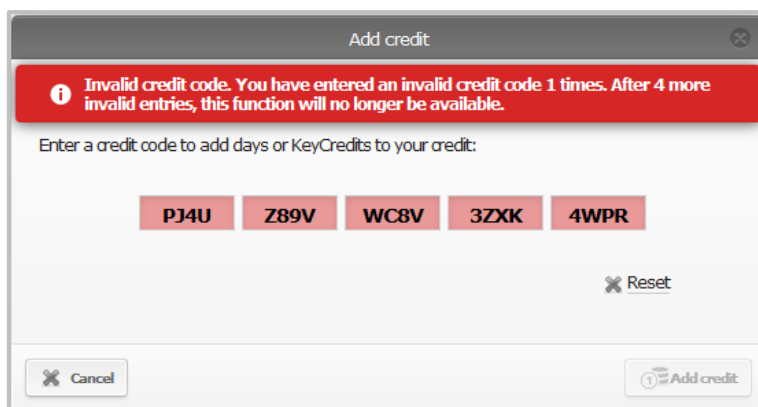 Add credit
Invalid credit code. You have entered an invalid credit code 1 times. After 4 more
invalid entries, this function will no longer be available.
Enter a credit code to add days or KeyCredits to your credit:
PJ4U Z89V WC8V 3ZXK 4WPR
Reset
Cancel
Add credit